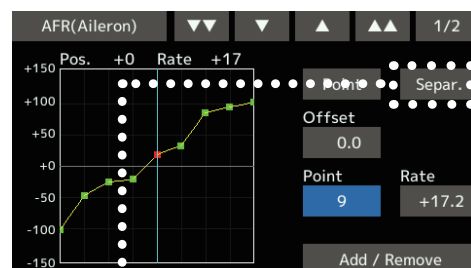 AFR(Aileron) ▼▼ ▼ ▲ ▲▲ 1/2
Pos. +0 Rate +17
+150
+100
+50
+0
-50
-100
-150
Point Separ.
Offset
0.0
Point Rate
9 +17.2
Add / Remove